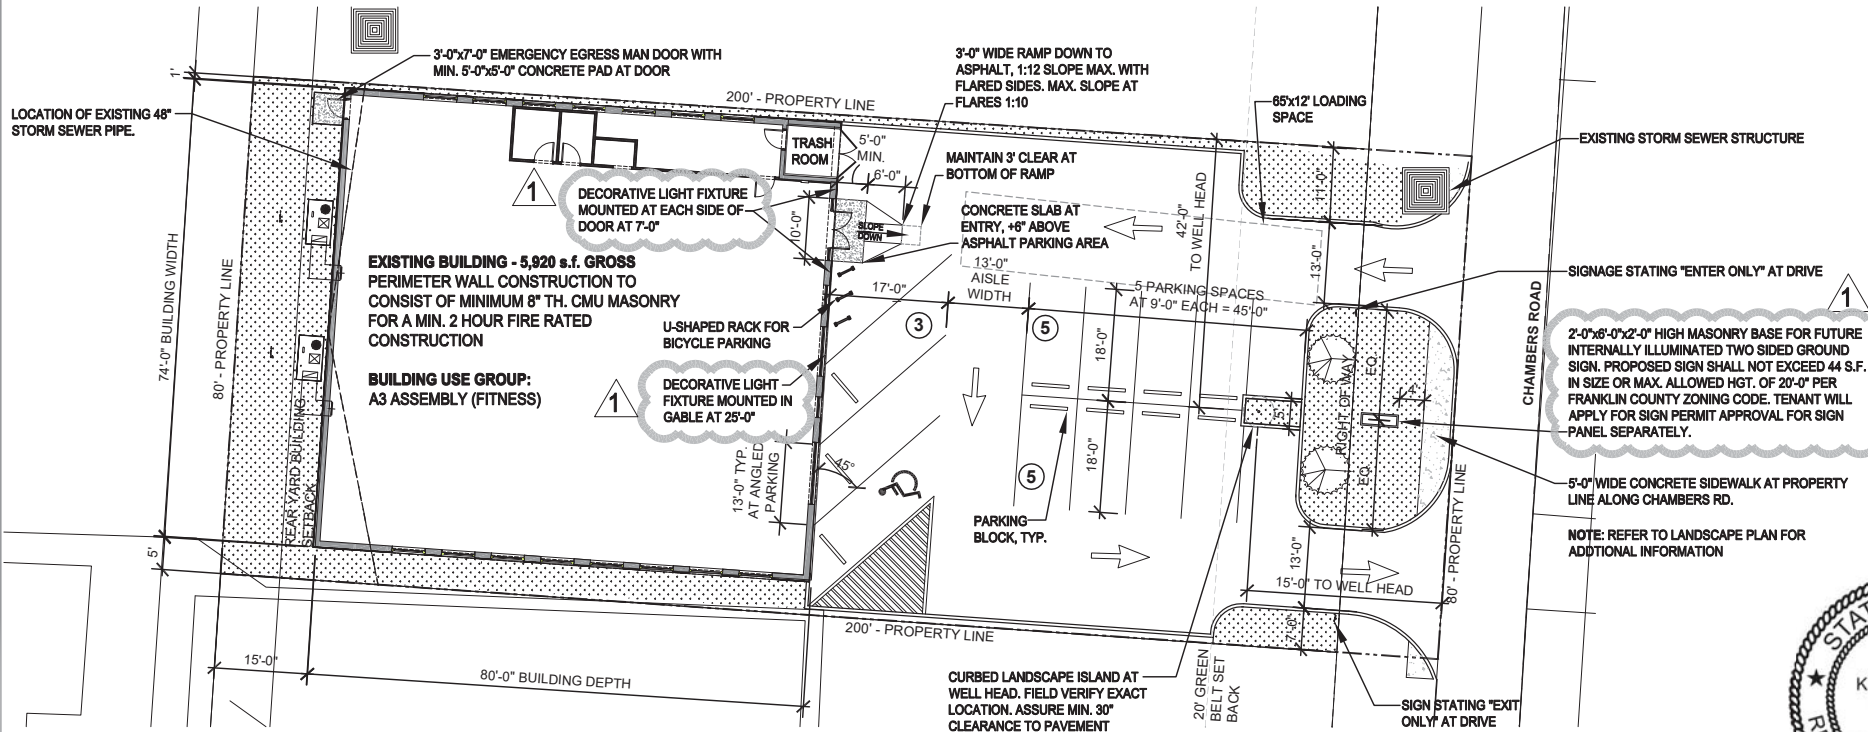 3'-0"x7'-0" EMERGENCY EGRESS MAN DOOR WITH
MIN. 5'-0"x5'-0" CONCRETE PAD AT DOOR
3'-0" WIDE RAMP DOWN TO
ASPHALT, 1:12 SLOPE MAX. WITH
FLARED SIDES. MAX. SLOPE AT
FLARES 1:10
1'
LOCATION OF EXISTING 48"
STORM SEWER PIPE.
200' - PROPERTY LINE
65'x12' LOADING
SPACE
EXISTING STORM SEWER STRUCTURE
TRASH
ROOM
5'-0"
MIN.
6'-0"
MAINTAIN 3' CLEAR AT
BOTTOM OF RAMP
1
DECORATIVE LIGHT FIXTURE
MOUNTED AT EACH SIDE OF
DOOR AT 7'-0"
10'-0"
SLOPE
DOWN
CONCRETE SLAB AT
ENTRY, +6" ABOVE
ASPHALT PARKING AREA
42'-0"
TO WELL HEAD
11'-0"
13'-0"
EXISTING BUILDING - 5,920 s.f. GROSS
PERIMETER WALL CONSTRUCTION TO
CONSIST OF MINIMUM 8" TH. CMU MASONRY
FOR A MIN. 2 HOUR FIRE RATED
CONSTRUCTION
BUILDING USE GROUP:
A3 ASSEMBLY (FITNESS)
13'-0"
AISLE
WIDTH
17'-0"
5 PARKING SPACES
AT 9'-0" EACH = 45'-0"
SIGNAGE STATING "ENTER ONLY" AT DRIVE
U-SHAPED RACK FOR
BICYCLE PARKING
3
5
18'-0"
1
DECORATIVE LIGHT
FIXTURE MOUNTED IN
GABLE AT 25'-0"
74'-0" BUILDING WIDTH
80' - PROPERTY LINE
REAR YARD BUILDING
SETBACK
13'-0" TYP.
AT ANGLED
PARKING
45°
5
18'-0"
PARKING
BLOCK, TYP.
5'
RIGHT OF WAY
EQ.
EQ.
4'
CHAMBERS ROAD
1
2'-0"x6'-0"x2'-0" HIGH MASONRY BASE FOR FUTURE
INTERNALLY ILLUMINATED TWO SIDED GROUND
SIGN. PROPOSED SIGN SHALL NOT EXCEED 44 S.F.
IN SIZE OR MAX. ALLOWED HGT. OF 20'-0" PER
FRANKLIN COUNTY ZONING CODE. TENANT WILL
APPLY FOR SIGN PERMIT APPROVAL FOR SIGN
PANEL SEPARATELY.
5'-0" WIDE CONCRETE SIDEWALK AT PROPERTY
LINE ALONG CHAMBERS RD.
NOTE: REFER TO LANDSCAPE PLAN FOR
ADDTIONAL INFORMATION
80' - PROPERTY LINE
13'-0"
15'-0" TO WELL HEAD
5'
7'-0"
200' - PROPERTY LINE
15'-0"
80'-0" BUILDING DEPTH
CURBED LANDSCAPE ISLAND AT
WELL HEAD. FIELD VERIFY EXACT
LOCATION. ASSURE MIN. 30"
CLEARANCE TO PAVEMENT
20' GREEN
BELT SET
BACK
SIGN STATING "EXIT
ONLY" AT DRIVE
STAT
K